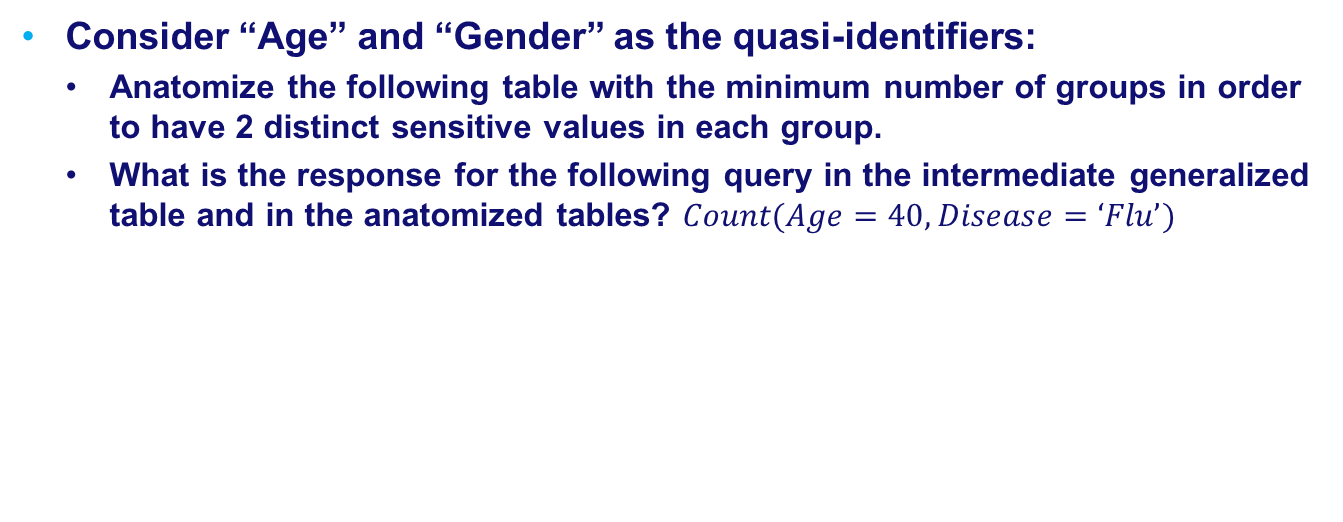 • Consider “Age” and “Gender” as the quasi-identifiers:
• Anatomize the following table with the minimum number of groups in order
to have 2 distinct sensitive values in each group.
• What is the response for the following query in the intermediate generalized
table and in the anatomized tables? 𝐶𝑜𝑢𝑛𝑡(𝐴𝑔𝑒 = 40, 𝐷𝑖𝑠𝑒𝑎𝑠𝑒 = ‘𝐹𝑙𝑢’)